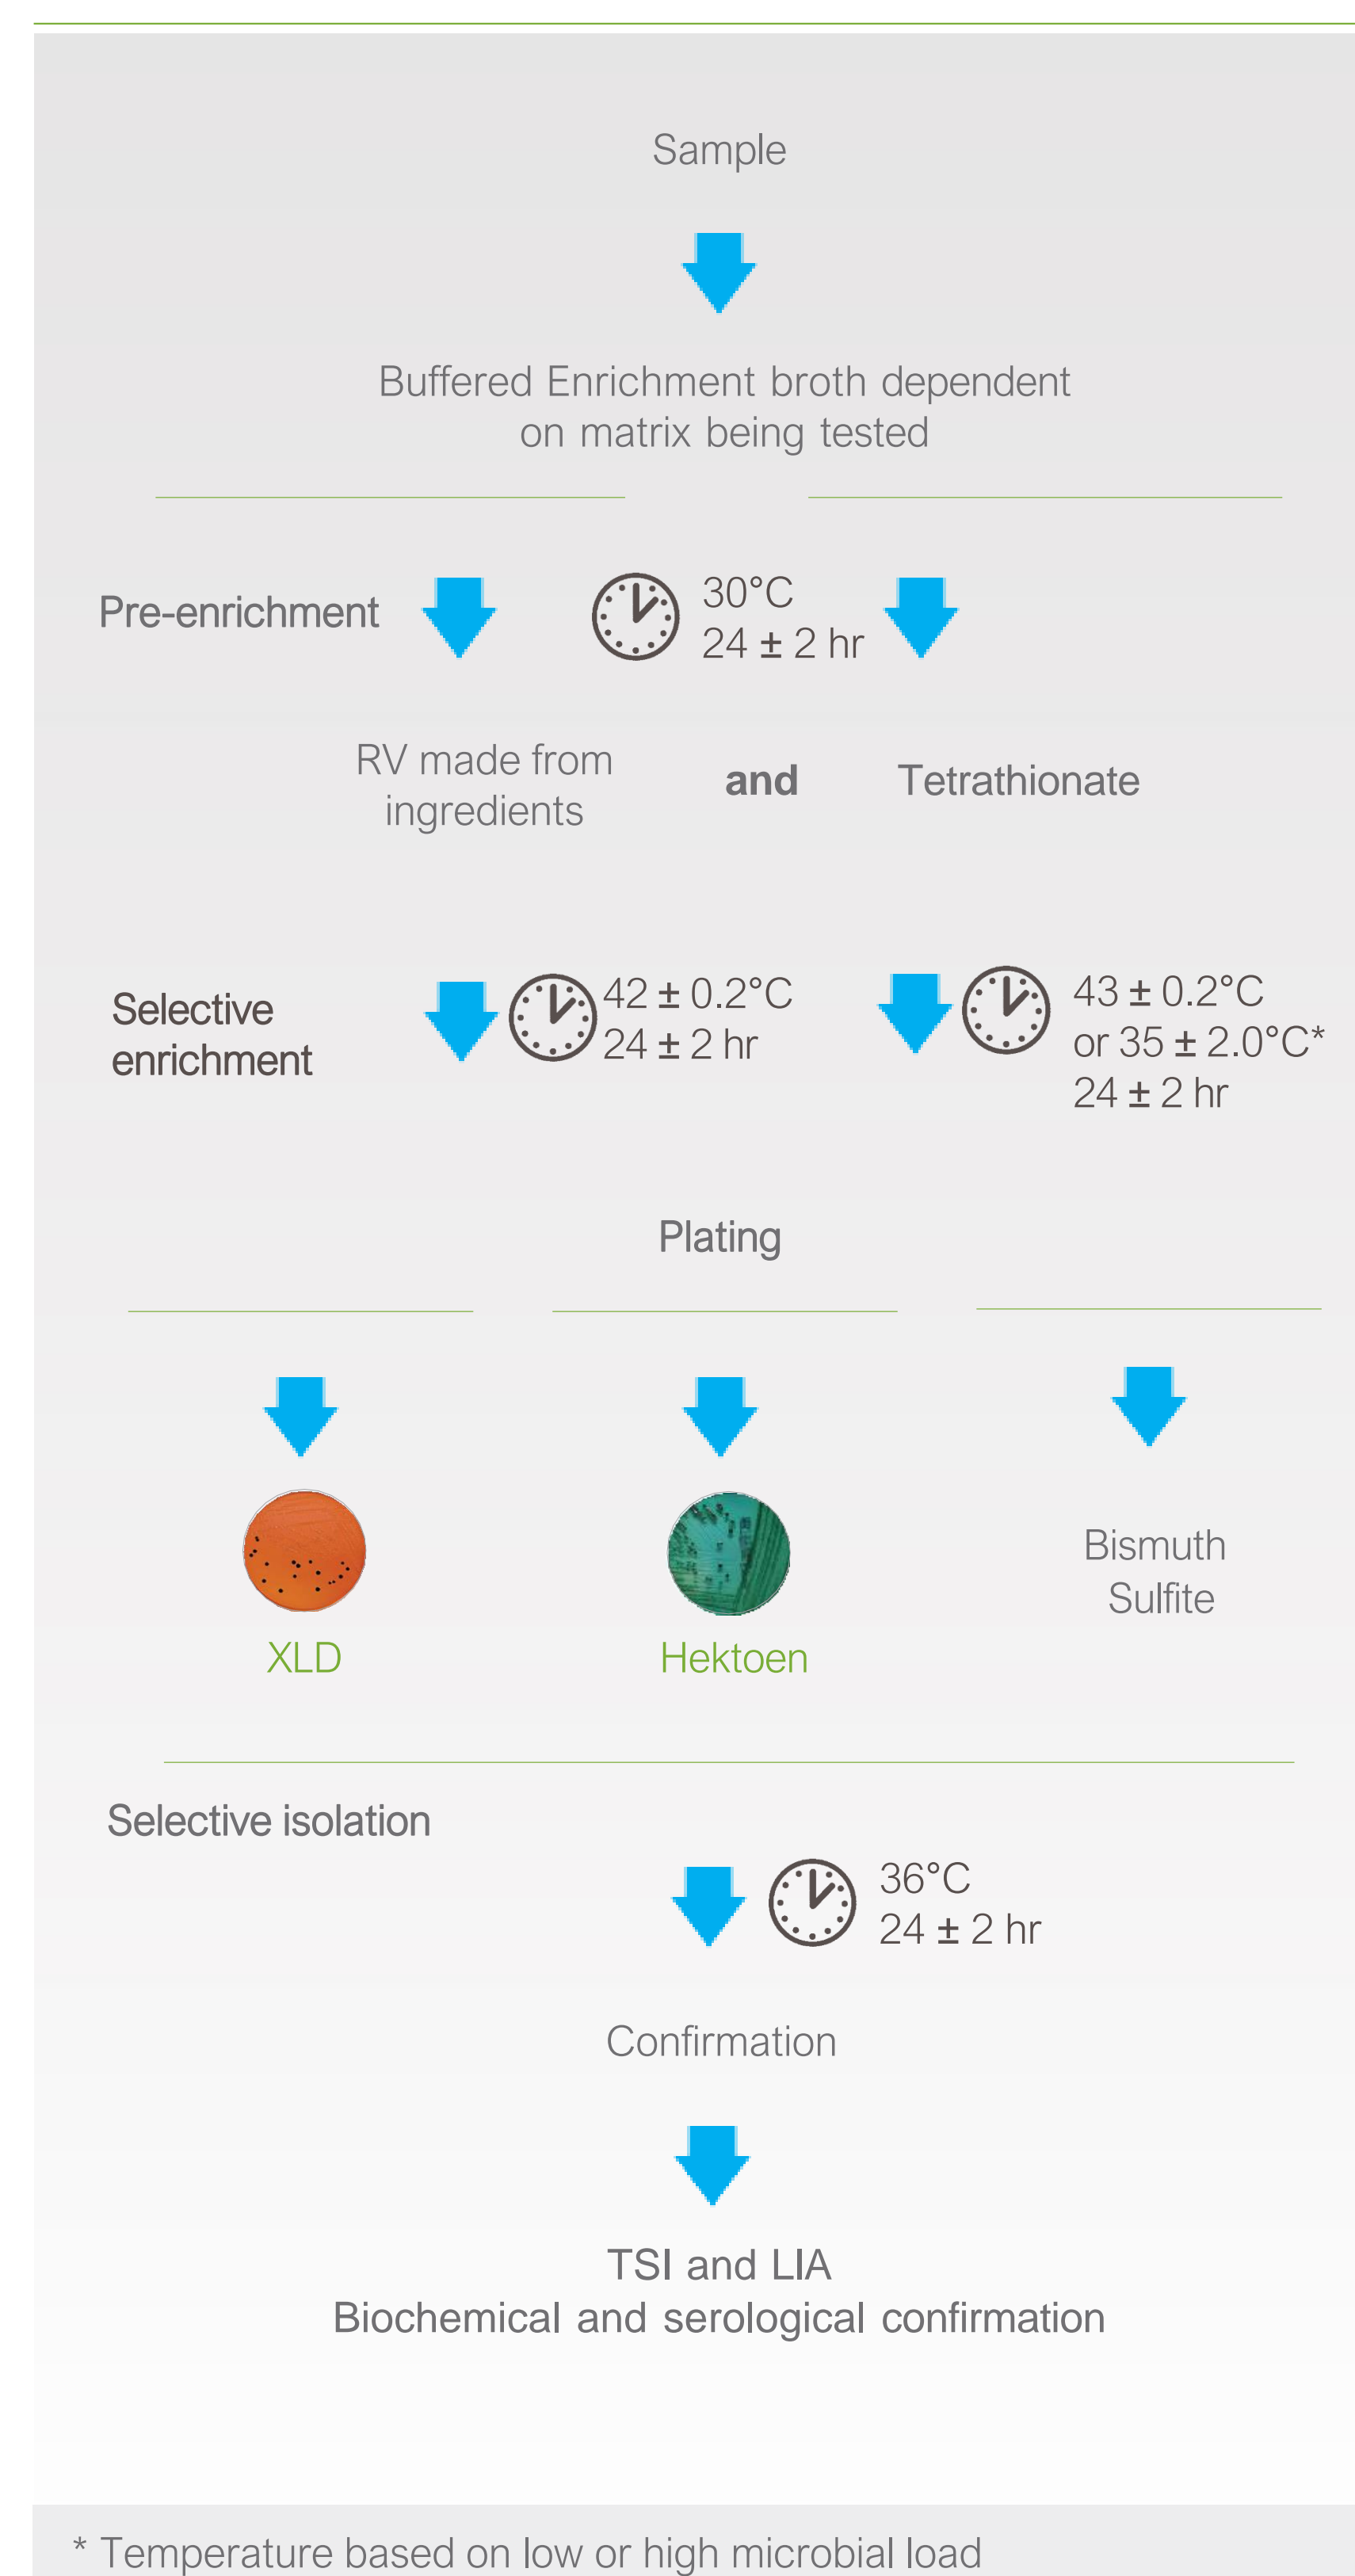 Sample
Buffered Enrichment broth dependent
on matrix being tested
Pre-enrichment
30°C
24 ± 2 hr
RV made from
ingredients
and
Tetrathionate
Selective
enrichment
42 ± 0.2°C
24 ± 2 hr
43 ± 0.2°C
or 35 ± 2.0°C*
24 ± 2 hr
Plating
XLD
Hektoen
Bismuth
Sulfite
Selective isolation
36°C
24 ± 2 hr
Confirmation
TSI and LIA
Biochemical and serological confirmation
* Temperature based on low or high microbial load